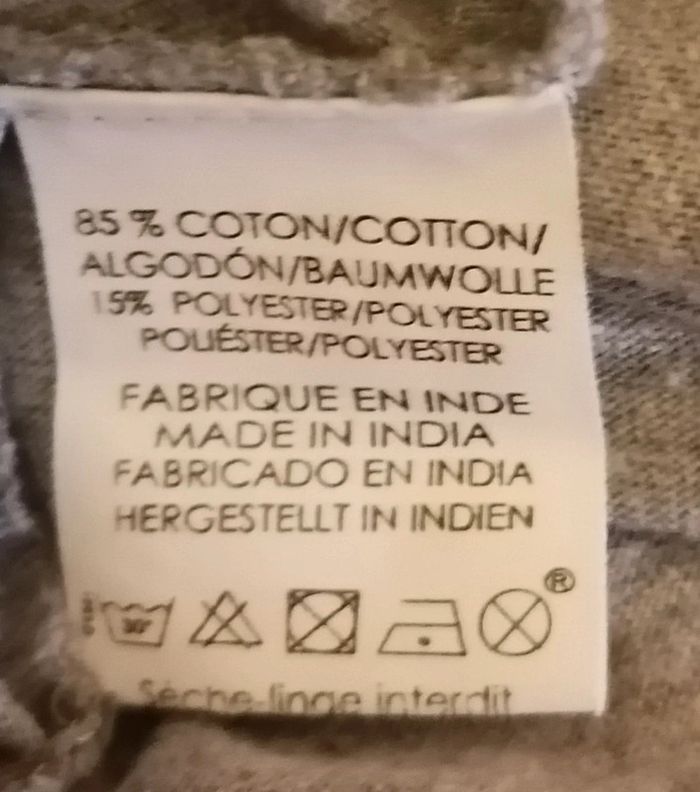 85 % COTON/COTTON/
ALGODÓN/BAUMWOLLE
15% POLYESTER/POLYESTER
POLIÉSTER/POLYESTER
FABRIQUE EN INDE
MADE IN INDIA
FABRICADO EN INDIA
HERGESTELLT IN INDIEN
30° ®
Sèche-linge interdit